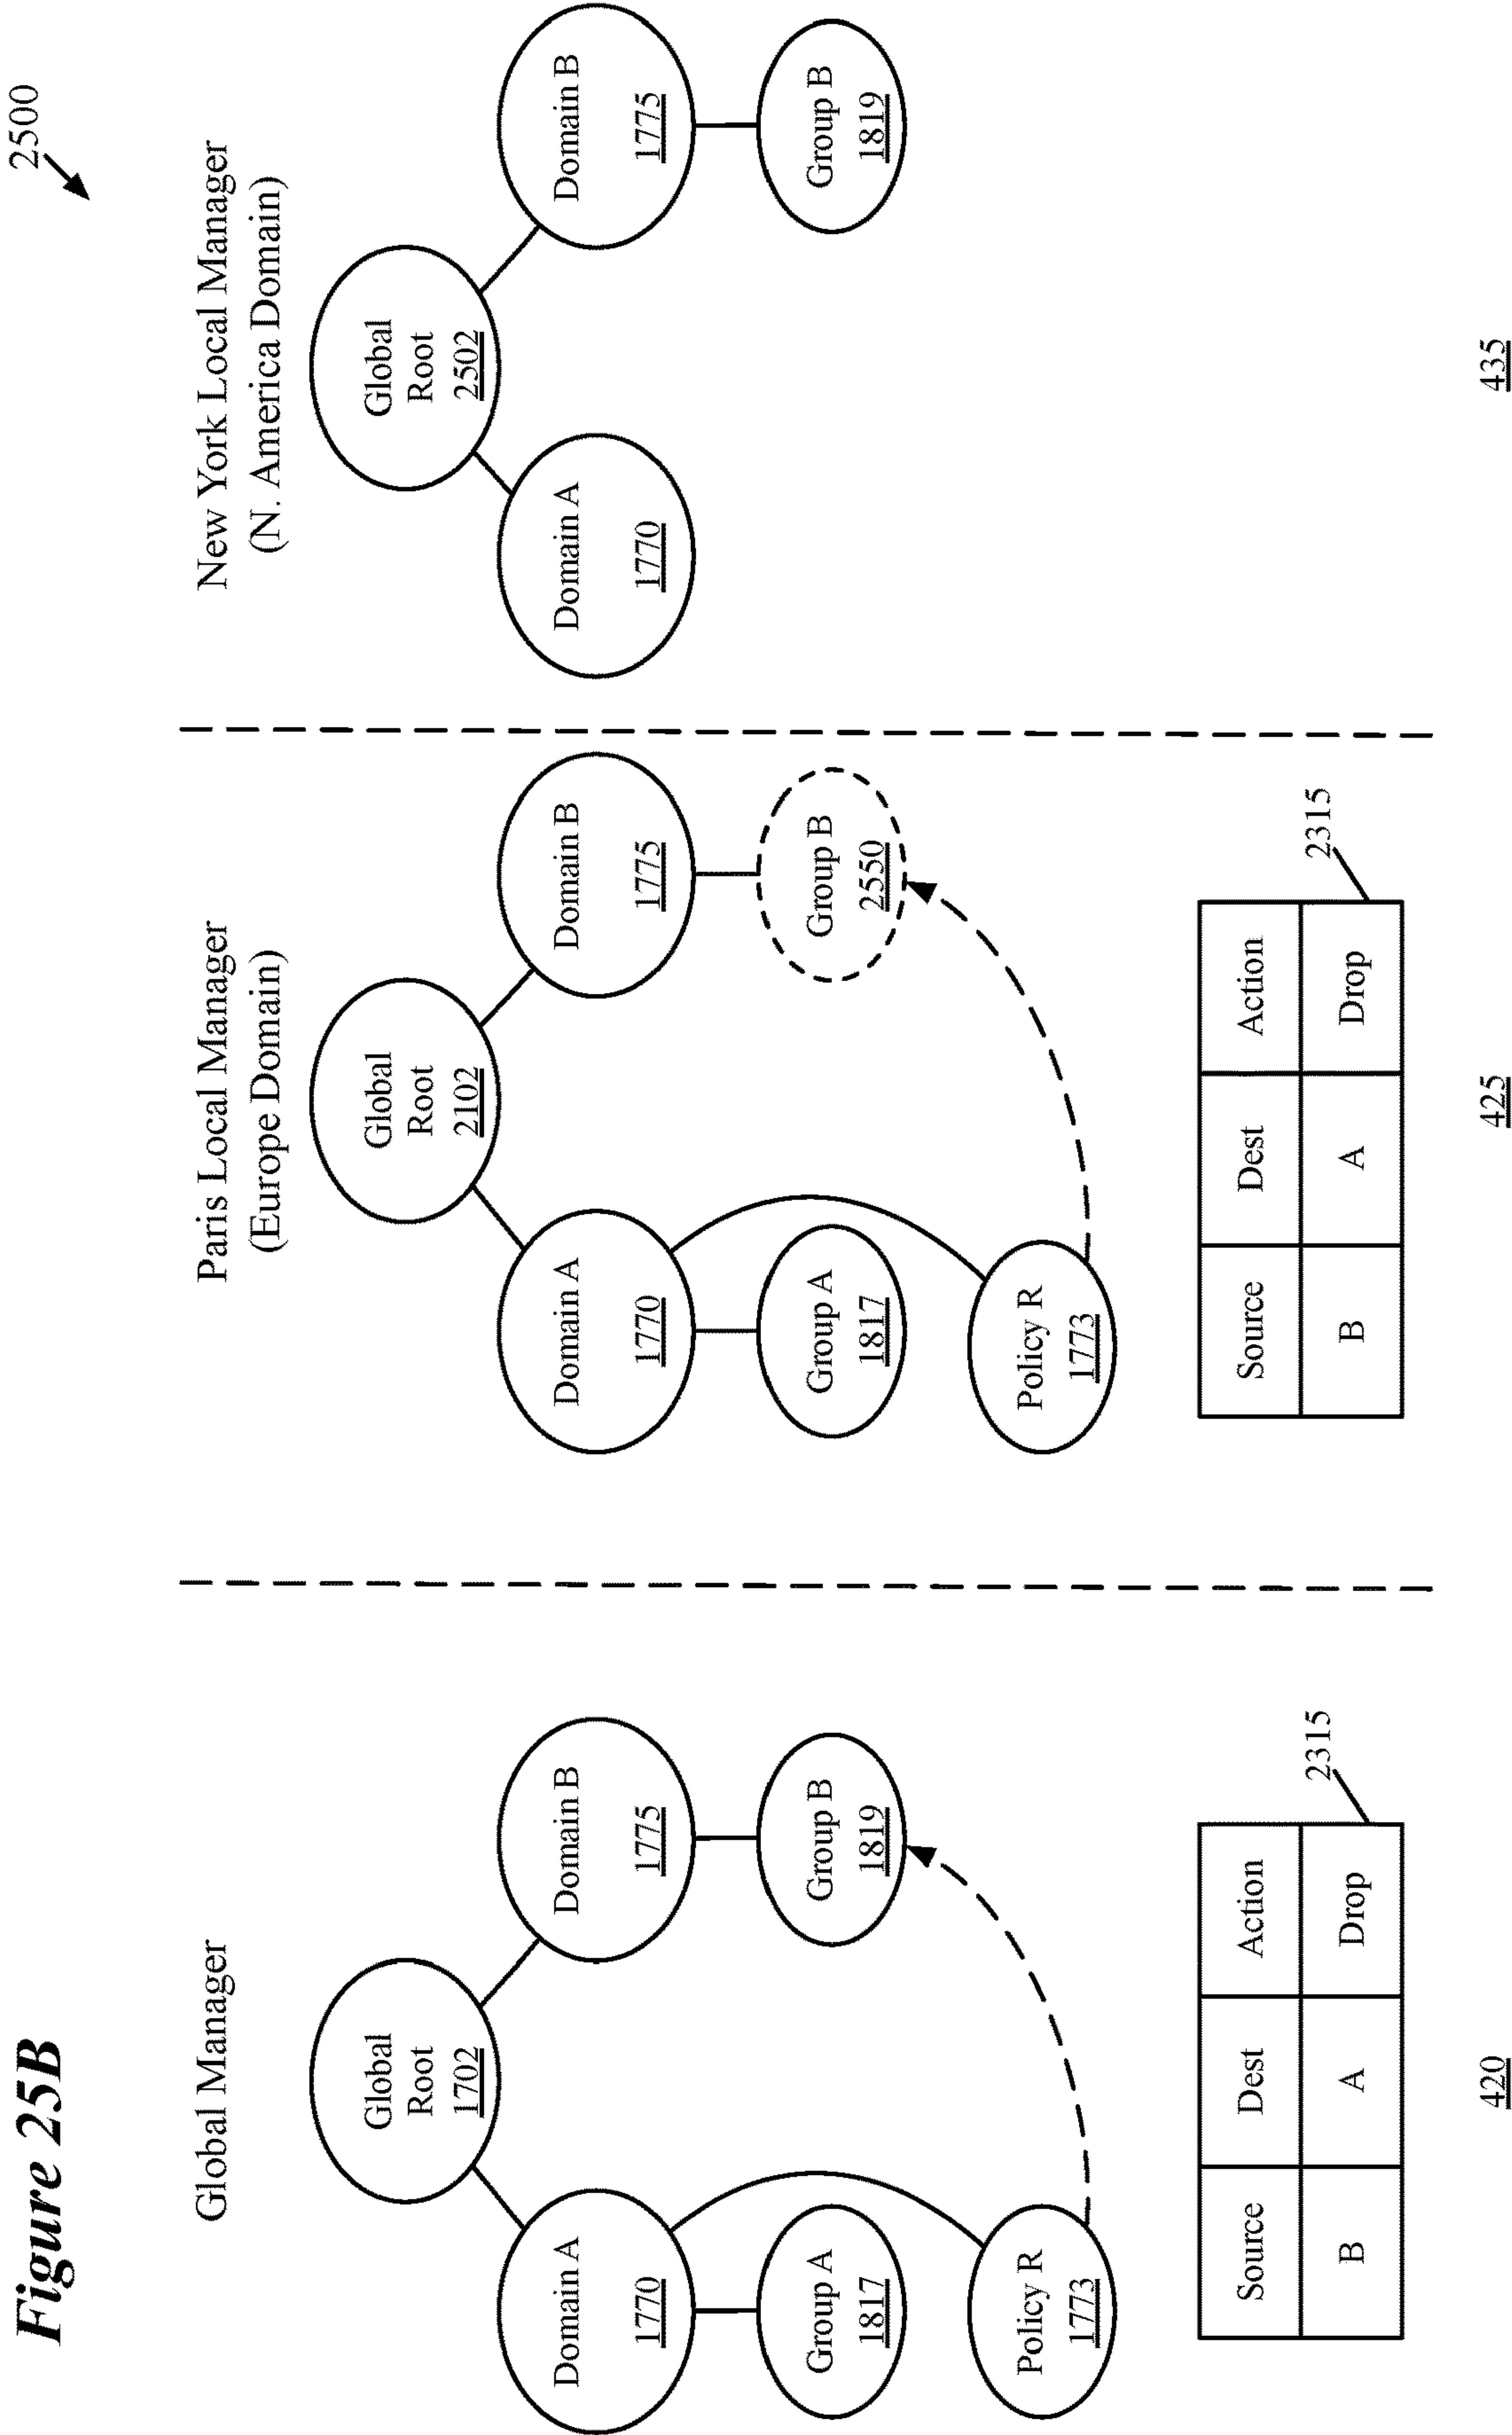 Figure 25B
2500
Global Manager
Global
Root
1702
Domain A
1770
Domain B
1775
Group A
1817
Group B
1819
Policy R
1773
2315
Source Dest Action
B A Drop
420
Paris Local Manager
(Europe Domain)
Global
Root
2102
Domain A
1770
Domain B
1775
Group A
1817
Group B
2550
Policy R
1773
2315
Source Dest Action
B A Drop
425
New York Local Manager
(N. America Domain)
Global
Root
2502
Domain A
1770
Domain B
1775
Group B
1819
435